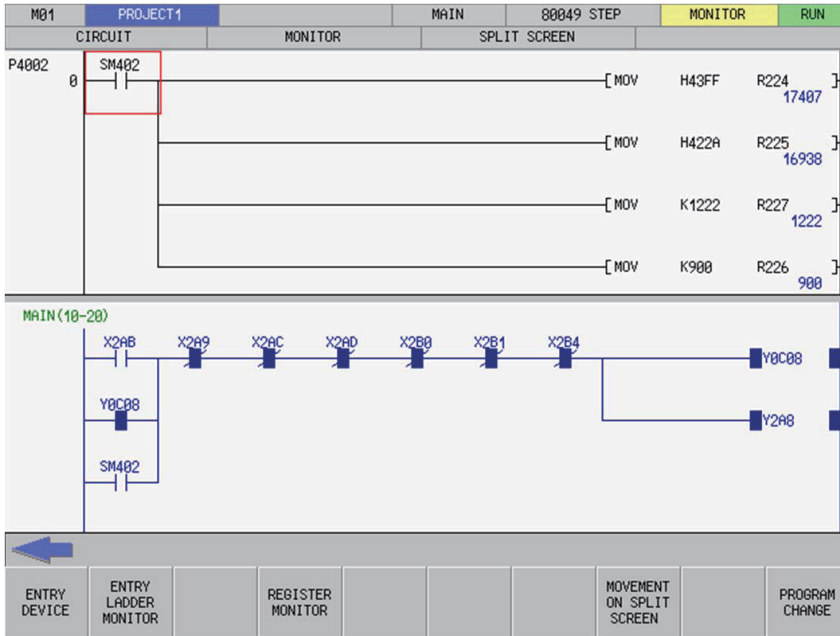 M01 PROJECT1 MAIN 80049 STEP MONITOR RUN
CIRCUIT MONITOR SPLIT SCREEN
P4002 SM402
0 MOV H43FF R224
17407
MOV H422A R225
16938
MOV K1222 R227
1222
MOV K900 R226
900
MAIN(10-20)
X2AB X2A9 X2AC X2AD X2B0 X2B1 X2B4
Y0C08
Y0C08
Y2A8
SM402
ENTRY DEVICE
ENTRY LADDER MONITOR
REGISTER MONITOR
MOVEMENT ON SPLIT SCREEN
PROGRAM CHANGE